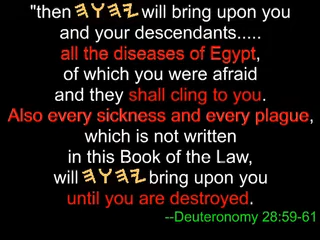 "then 𐤉𐤄𐤅𐤄 will bring upon you
and your descendants.....
all the diseases of Egypt,
of which you were afraid
and they shall cling to you.
Also every sickness and every plague,
which is not written
in this Book of the Law,
will 𐤉𐤄𐤅𐤄 bring upon you
until you are destroyed.
--Deuteronomy 28:59-61